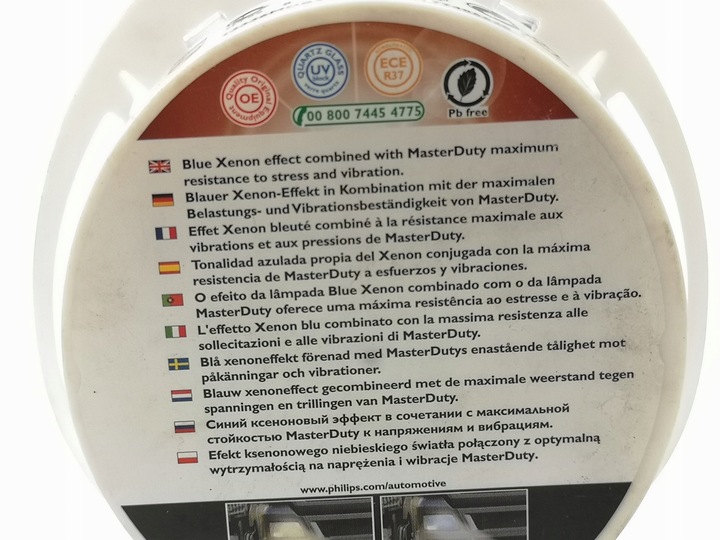 Quality Original
OE
Equipment
QUARTZ GLASS
UV
block
ECE
R37
Pb free
00 800 7445 4775
Blue Xenon effect combined with MasterDuty maximum
resistance to stress and vibration.
Blauer Xenon-Effekt in Kombination mit der maximalen
Belastungs- und Vibrationsbeständigkeit von MasterDuty.
Effet Xenon bleuté combiné à la résistance maximale aux
vibrations et aux pressions de MasterDuty.
Tonalidad azulada propia del Xenon conjugada con la máxima
resistencia de MasterDuty a esfuerzos y vibraciones.
O efeito da lâmpada Blue Xenon combinado com o da lâmpada
MasterDuty oferece uma máxima resistência ao estresse e à vibração.
L'effetto Xenon blu combinato con la massima resistenza alle
sollecitazioni e alle vibrazioni di MasterDuty.
Blå xenoneffekt förenad med MasterDutys enastående tålighet mot
påkänningar och vibrationer.
Blauw xenoneffect gecombineerd met de maximale weerstand tegen
spanningen en trillingen van MasterDuty.
Синий ксеноновый эффект в сочетании с максимальной
стойкостью MasterDuty к напряжениям и вибрациям.
Efekt ksenonowego niebieskiego światła połączony z optymalną
wytrzymałością na naprężenia i wibracje MasterDuty.
www.philips.com/automotive